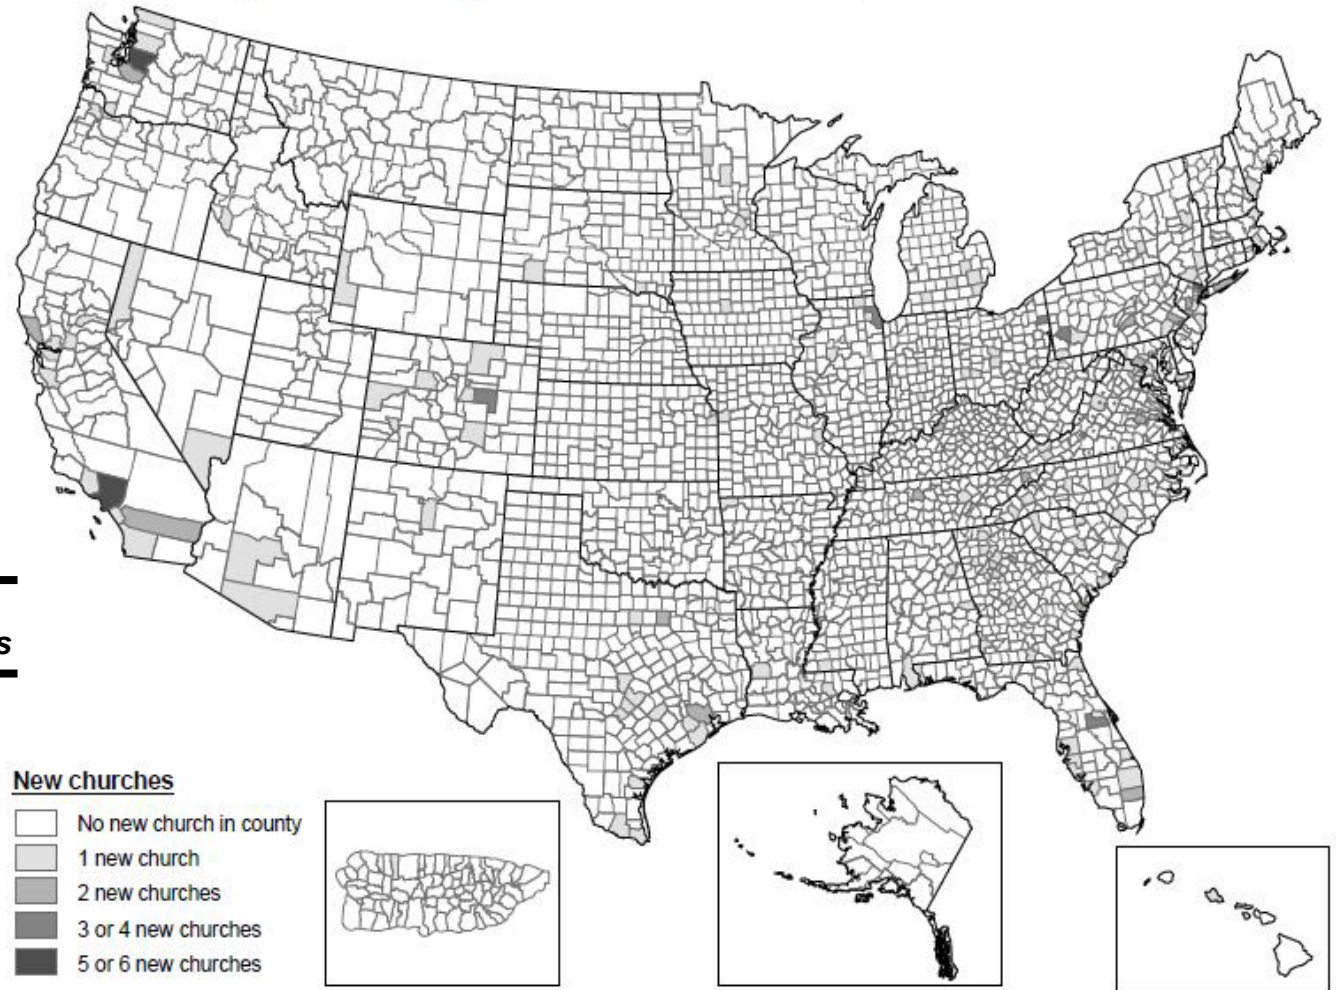 s
New churches
No new church in county
1 new church
2 new churches
3 or 4 new churches
5 or 6 new churches